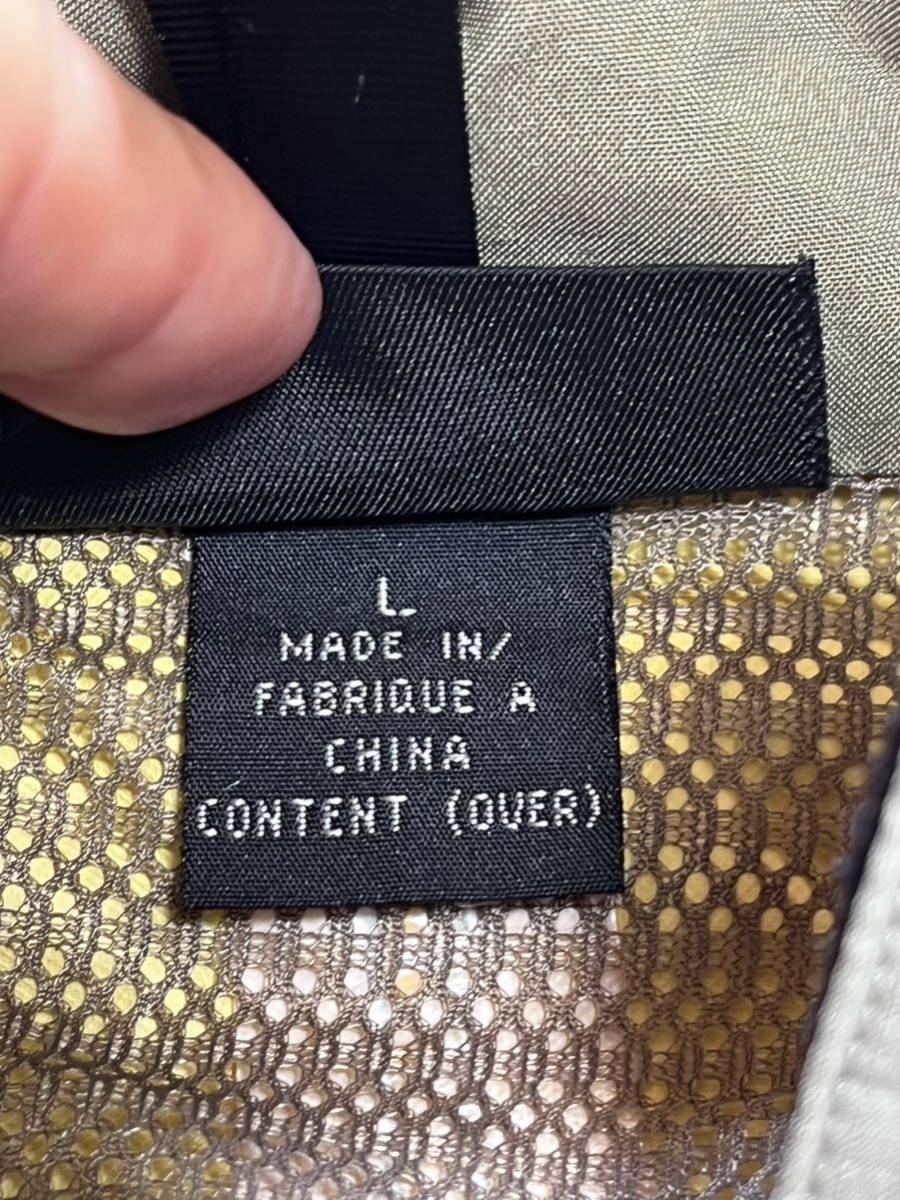 L
MADE IN/
FABRIQUE A
CHINA
CONTENT (OVER)